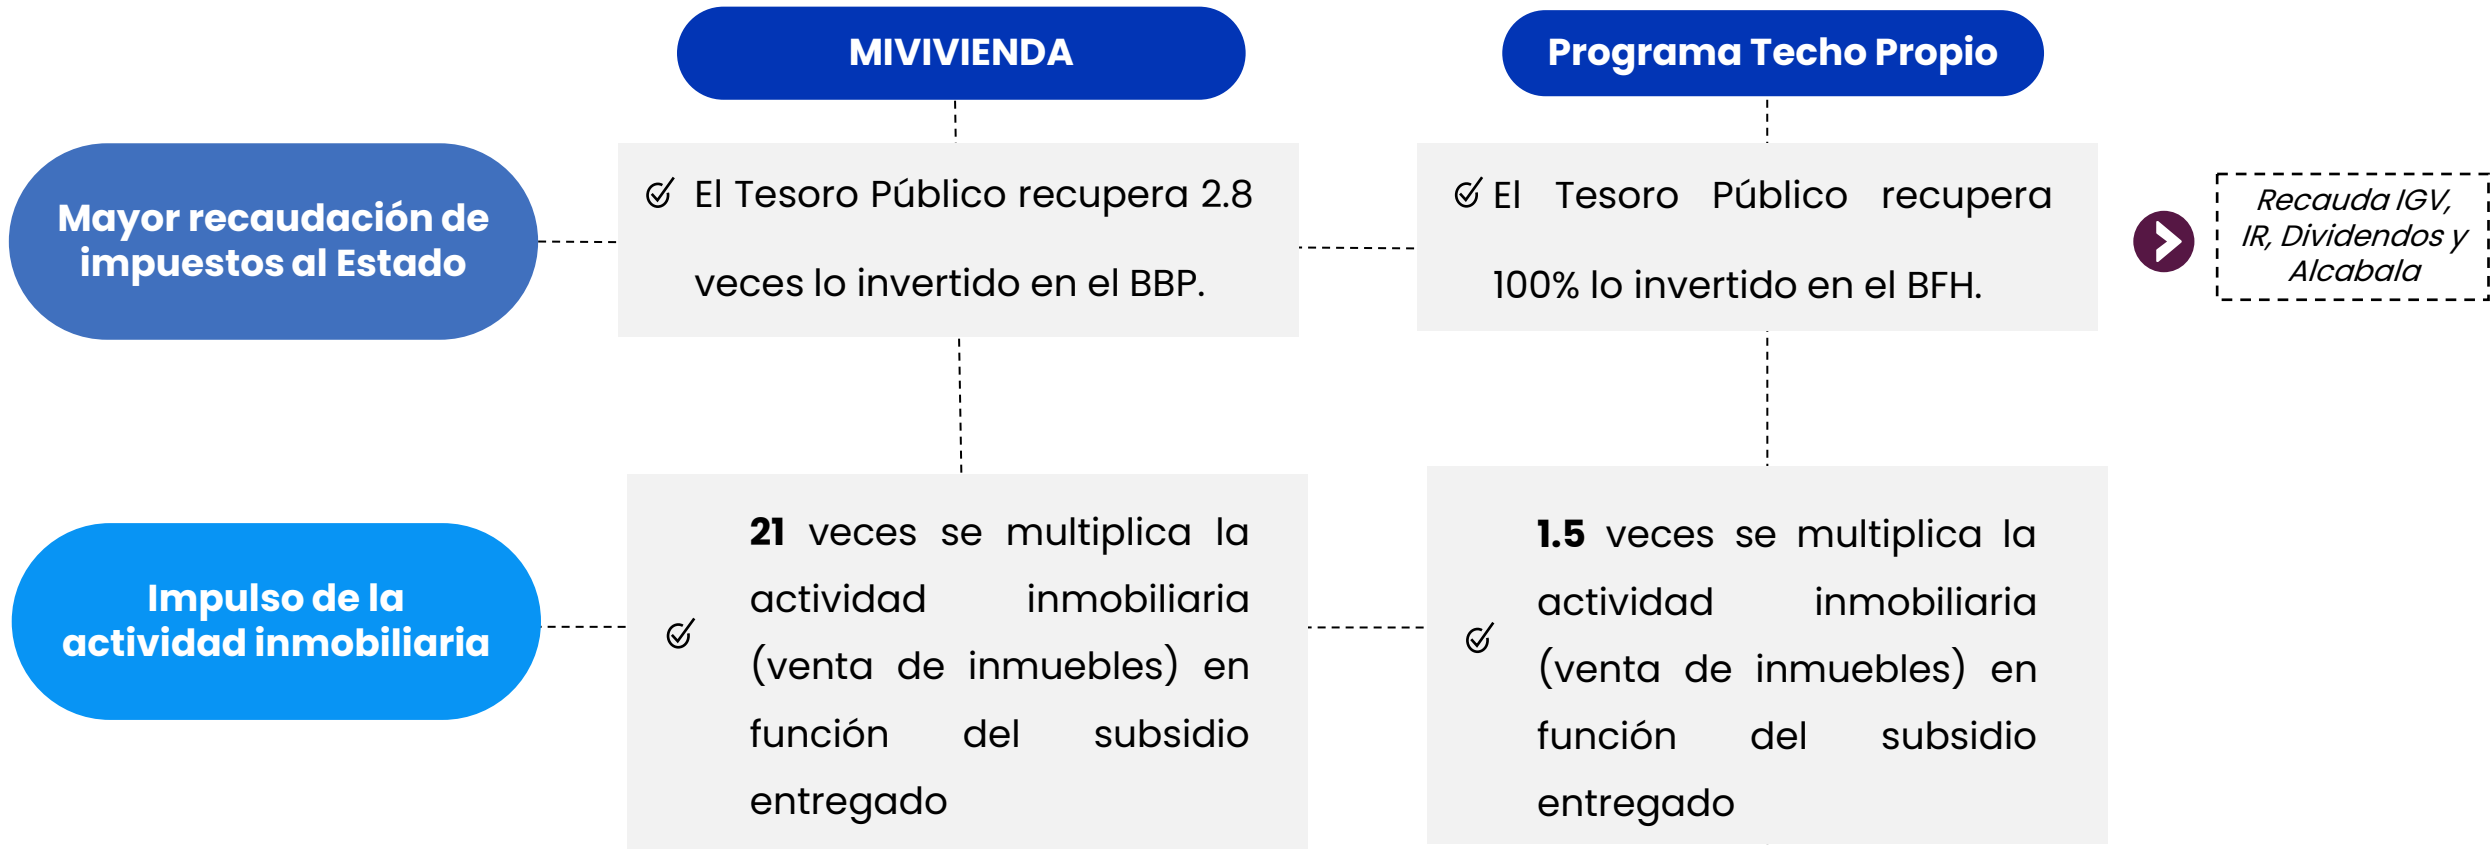 MIVIVIENDA
Programa Techo Propio
Mayor recaudación de
impuestos al Estado
El Tesoro Público recupera 2.8
veces lo invertido en el BBP.
El Tesoro Público recupera
100% lo invertido en el BFH.
Recauda IGV,
IR, Dividendos y
Alcabala
Impulso de la
actividad inmobiliaria
21 veces se multiplica la
actividad inmobiliaria
(venta de inmuebles) en
función del subsidio
entregado
1.5 veces se multiplica la
actividad inmobiliaria
(venta de inmuebles) en
función del subsidio
entregado